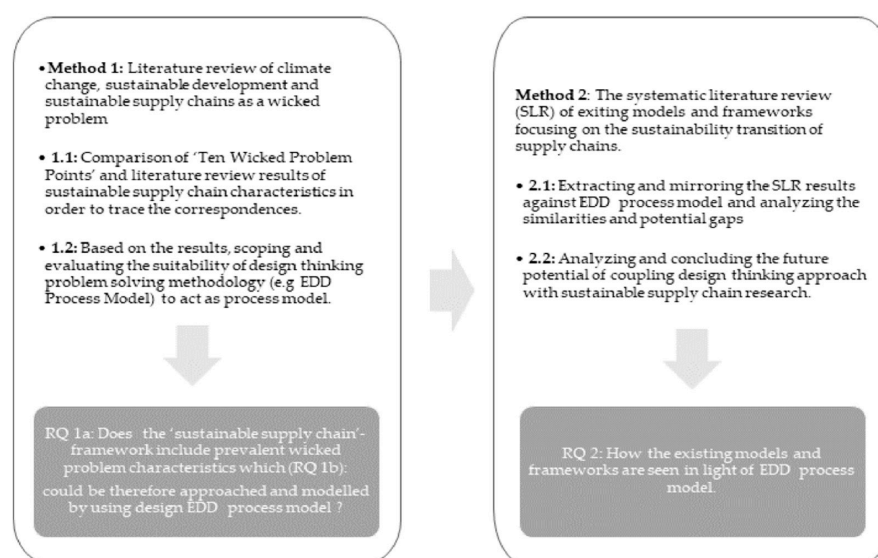 •Method 1: Literature review of climate
change, sustainable development and
sustainable supply chains as a wicked
problem
• 1.1: Comparison of 'Ten Wicked Problem
Points' and literature review results of
sustainable supply chain characteristics in
order to trace the correspondences.
• 1.2: Based on the results, scoping and
evaluating the suitability of design thinking
problem solving methodology (e.g EDD
Process Model) to act as process model.
RQ 1a: Does the 'sustainable supply chain'-
framework include prevalent wicked
problem characteristics which (RQ 1b):
could be therefore approached and modelled
by using design EDD process model ?
Method 2: The systematic literature review
(SLR) of exiting models and frameworks
focusing on the sustainability transition of
supply chains.
• 2.1: Extracting and mirroring the SLR results
against EDD process model and analyzing the
similarities and potential gaps
• 2.2: Analyzing and concluding the future
potential of coupling design thinking approach
with sustainable supply chain research.
RQ 2: How the existing models and
frameworks are seen in light of EDD process
model.